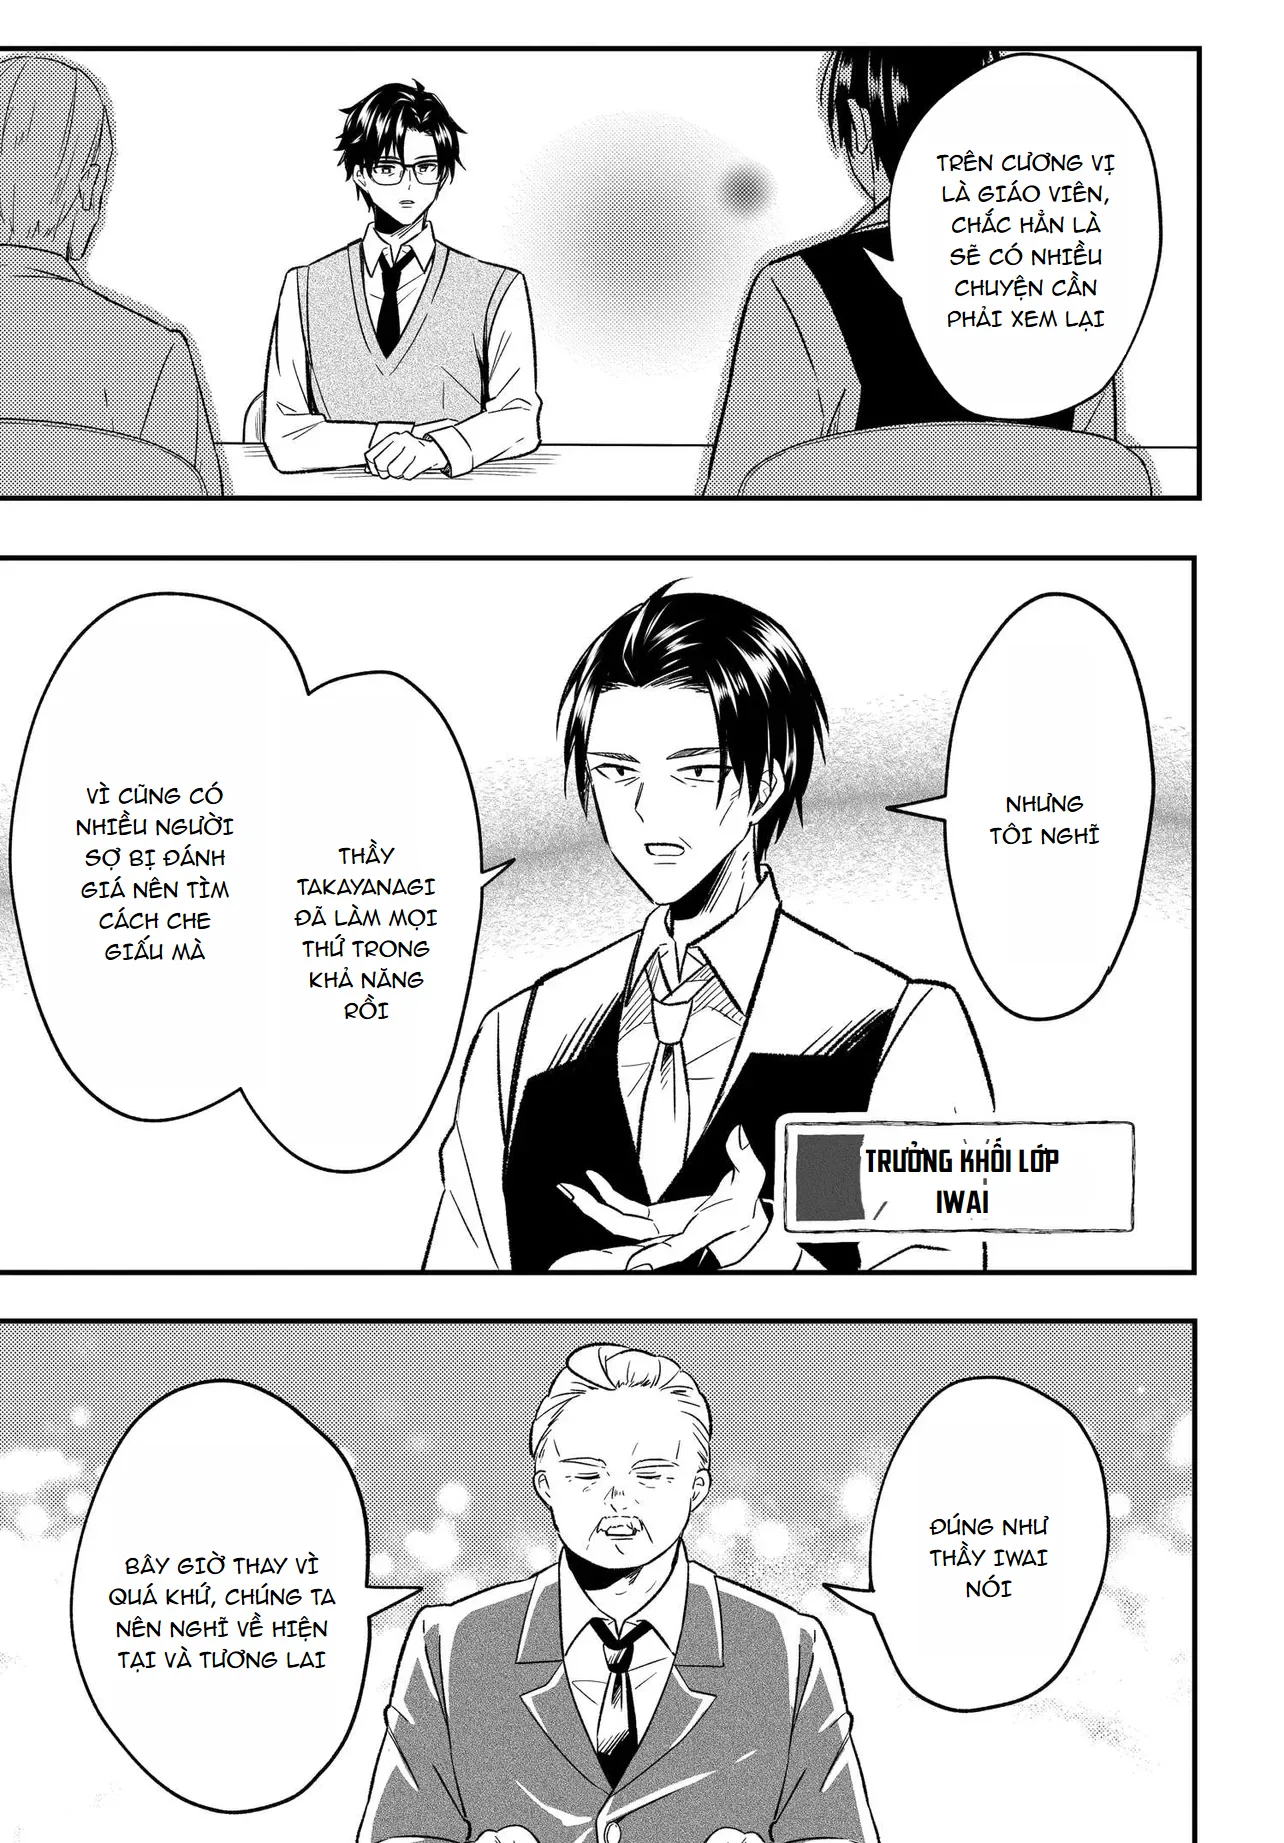 TRÊN CƯƠNG VỊ
LÀ GIÁO VIÊN,
CHẮC HẲN LÀ
SẼ CÓ NHIỀU
CHUYỆN CẦN
PHẢI XEM LẠI
NHƯNG
TÔI NGHĨ
THẦY
TAKAYANAGI
ĐÃ LÀM MỌI
THỨ TRONG
KHẢ NĂNG
RỒI
VÌ CŨNG CÓ
NHIỀU NGƯỜI
SỢ BỊ ĐÁNH
GIÁ NÊN TÌM
CÁCH CHE
GIẤU MÀ
TRƯỞNG KHỐI LỚP
IWAI
ĐÚNG NHƯ
THẦY IWAI
NÓI
BÂY GIỜ THAY VÌ
QUÁ KHỨ, CHÚNG TA
NÊN NGHĨ VỀ HIỆN
TẠI VÀ TƯƠNG LAI